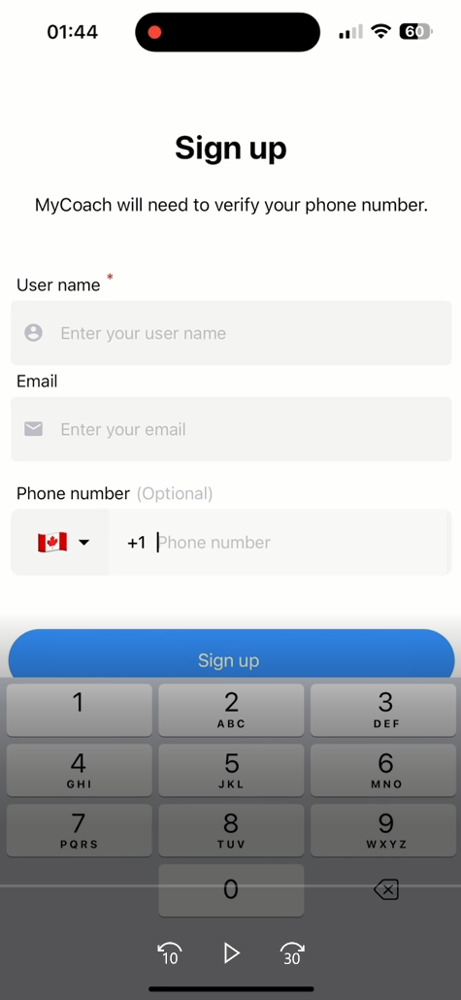 01:44
60
Sign up
MyCoach will need to verify your phone number.
User name *
Enter your user name
Email
Enter your email
Phone number (Optional)
+1 Phone number
Sign up
1
2
3
ABC
DEF
4
5
6
GHI
JKL
MNO
7
8
9
PQRS
TUV
WXYZ
0
10
30